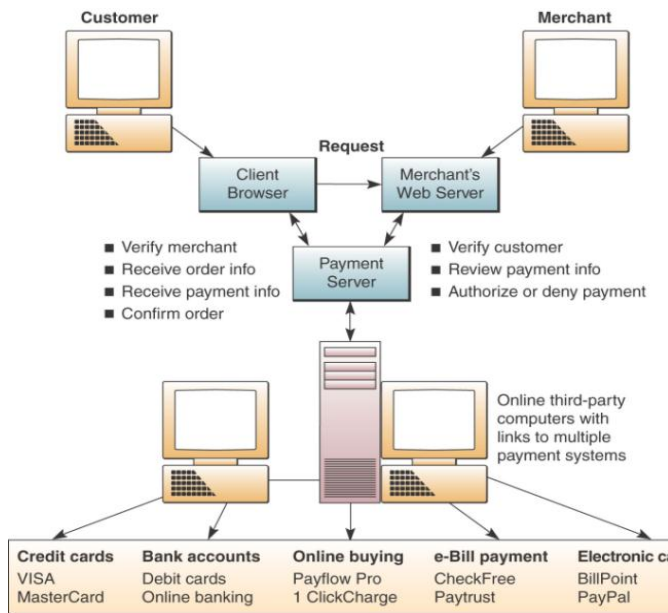 Customer
Merchant
Request
Client
Browser
Merchant's
Web Server
Verify merchant
Receive order info
Receive payment info
Confirm order
Payment
Server
Verify customer
Review payment info
Authorize or deny payment
Online third-party
computers with
links to multiple
payment systems
Credit cards
VISA
MasterCard
Bank accounts
Debit cards
Online banking
Online buying
Payflow Pro
1 ClickCharge
e-Bill payment
CheckFree
Paytrust
Electronic
BillPoint
PayPal